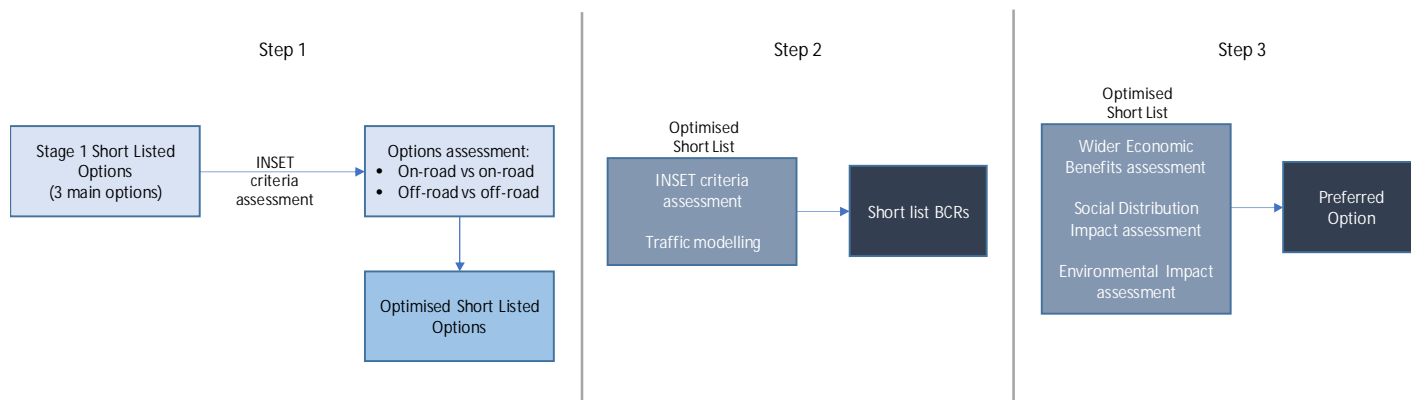 Step 1
Stage 1 Short Listed
Options
(3 main options)
INSET
criteria
assessment
Options assessment:
• On-road vs on-road
• Off-road vs off-road
Optimised Short Listed
Options
Step 2
Optimised
Short List
INSET criteria
assessment
Traffic modelling
Short list BCRs
Step 3
Optimised
Short List
Wider Economic
Benefits assessment
Social Distribution
Impact assessment
Environmental Impact
assessment
Preferred
Option